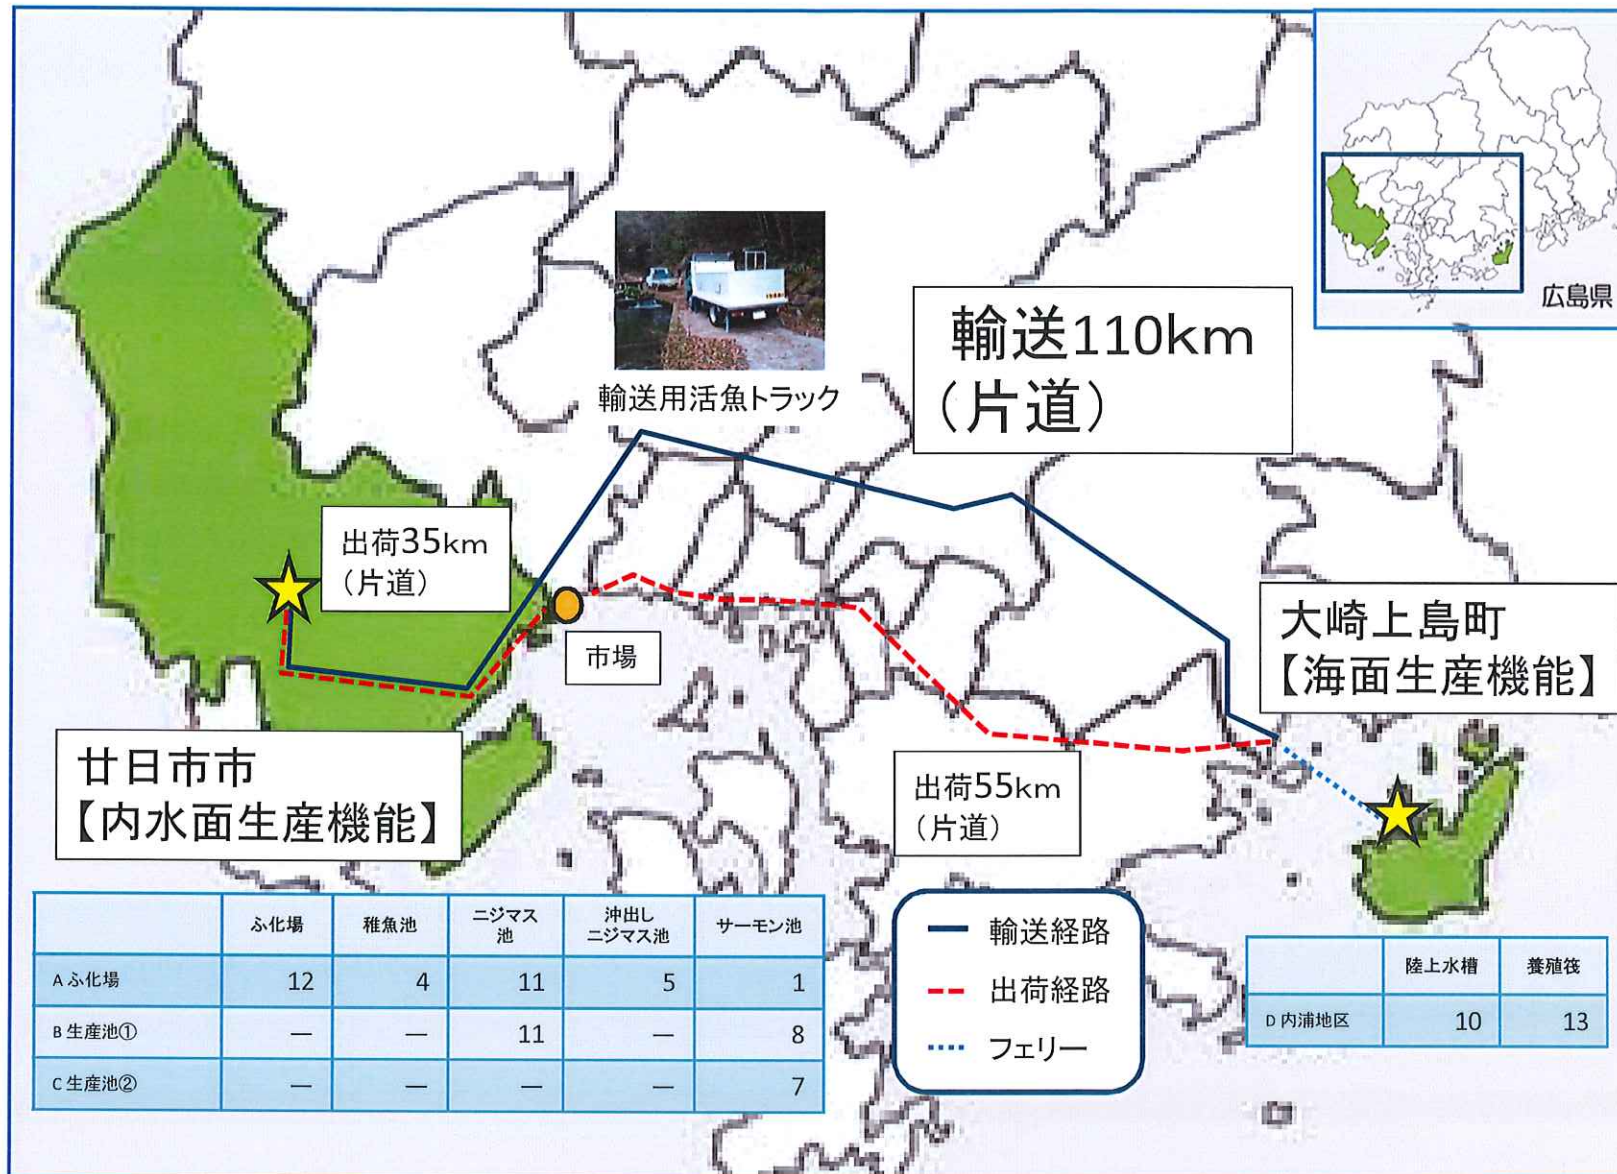 広島県
輸送110km
（片道）
輸送用活魚トラック
出荷35km
（片道）
市場
大崎上島町
【海面生産機能】
廿日市市
【内水面生産機能】
出荷55km
（片道）
ふ化場 稚魚池 ニジマス池 沖出しニジマス池 サーモン池
A ふ化場 12 4 11 5 1
B 生産池① — — 11 — 8
C 生産池② — — — — 7
輸送経路
出荷経路
フェリー
陸上水槽 養殖筏
D 内浦地区 10 13